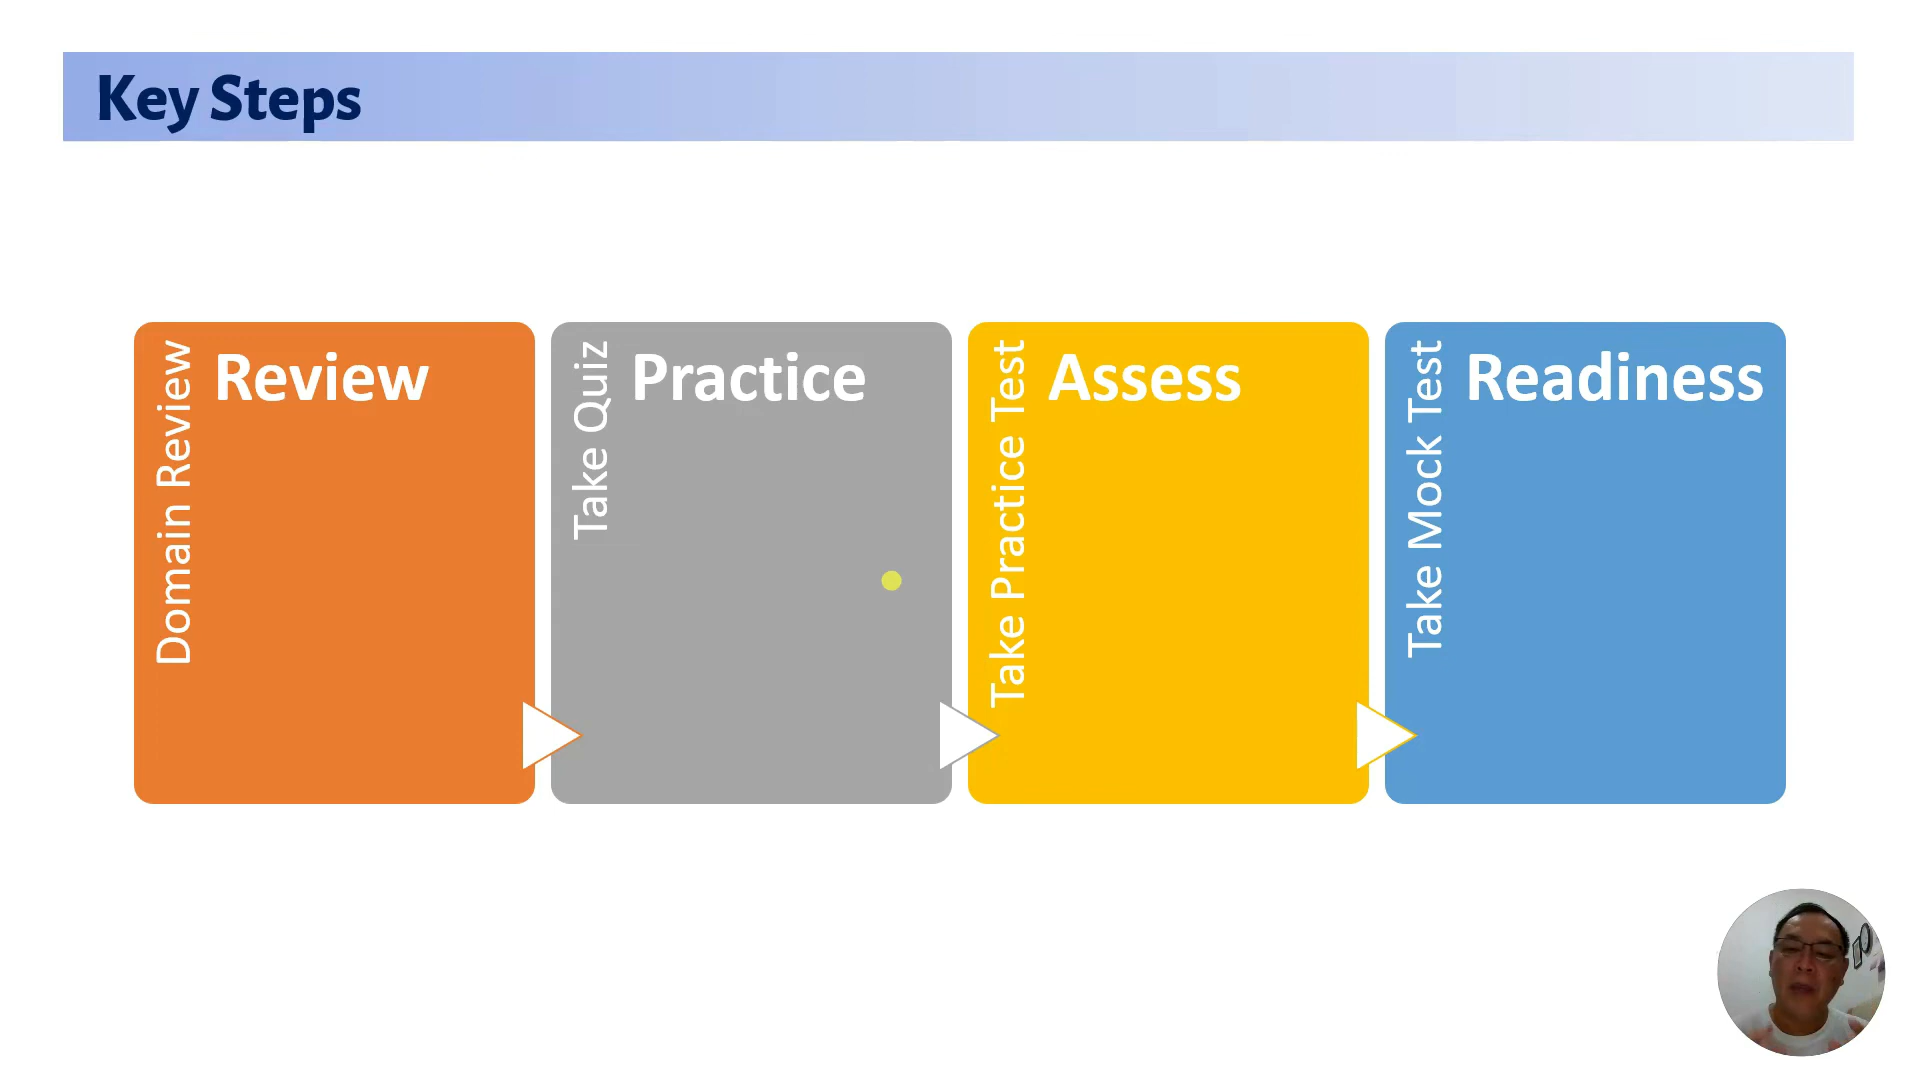 Key Steps
Domain Review
Review
Take Quiz
Practice
Take Practice Test
Assess
Take Mock Test
Readiness